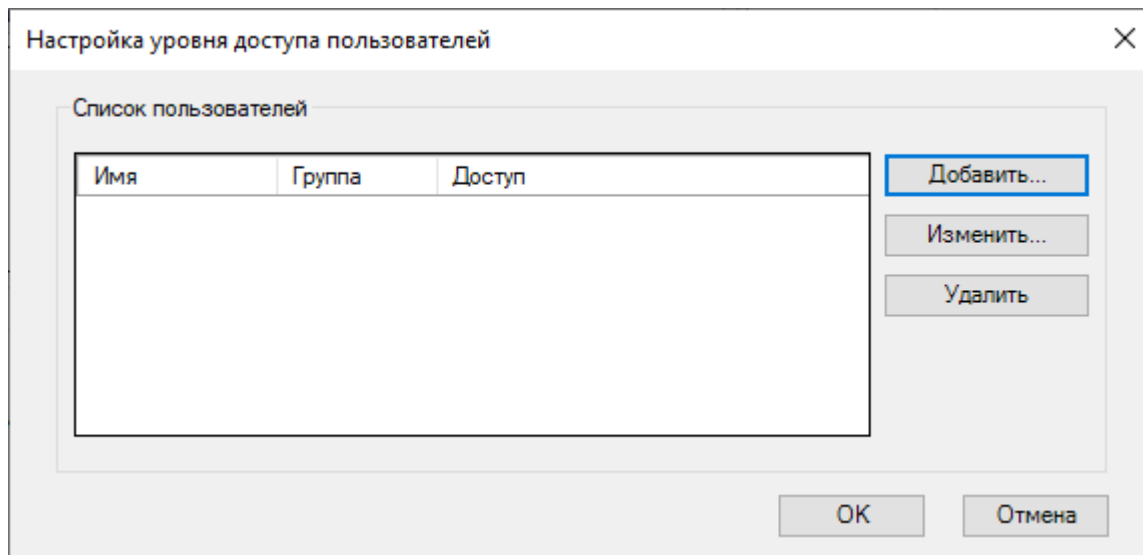 Настройка уровня доступа пользователей
Список пользователей
Имя Группа Доступ
Добавить...
Изменить...
Удалить
OK Отмена